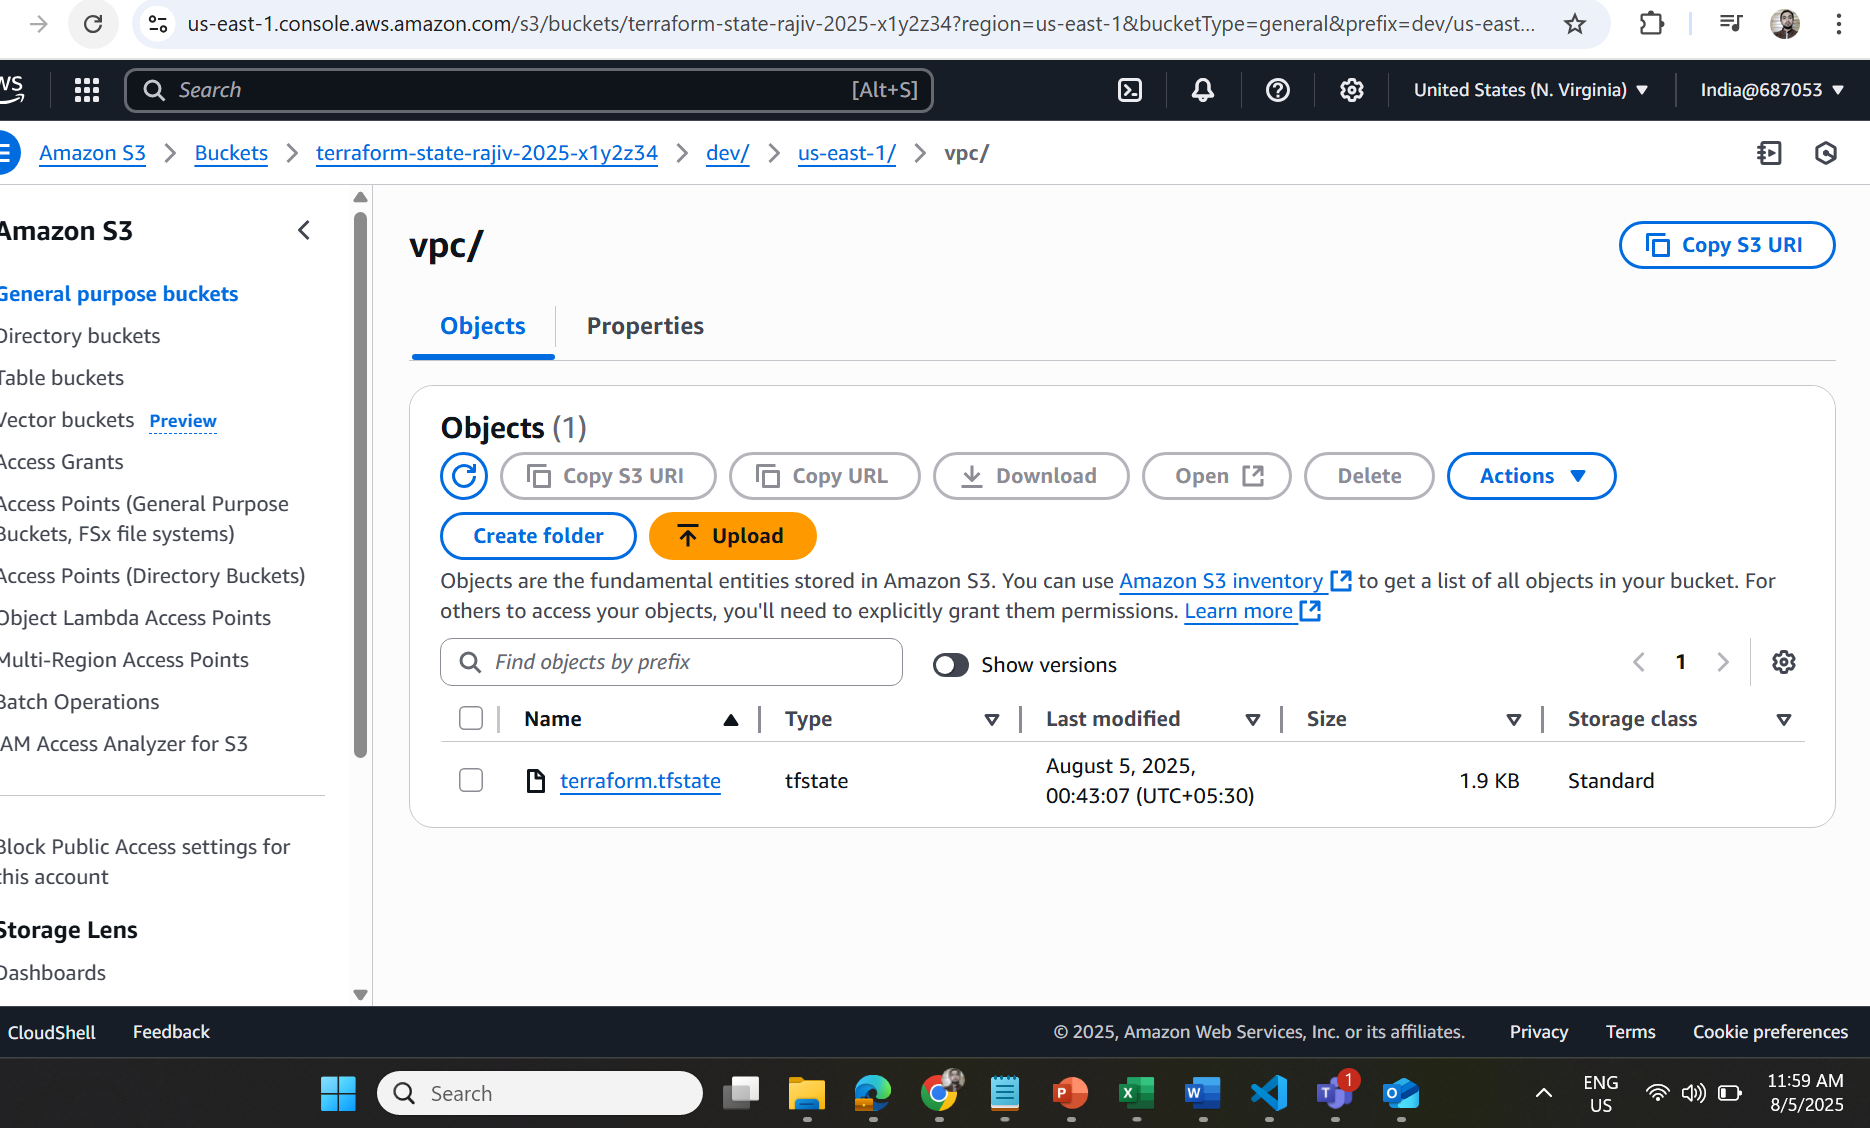 us-east-1.console.aws.amazon.com/s3/buckets/terraform-state-rajiv-2025-x1y2z34?region=us-east-1&bucketType=general&prefix=dev/us-east...
Search [Alt+S] United States (N. Virginia) India@687053
Amazon S3 Buckets terraform-state-rajiv-2025-x1y2z34 dev/ us-east-1/ vpc/
Amazon S3
General purpose buckets
Directory buckets
Table buckets
Vector buckets Preview
Access Grants
Access Points (General Purpose
Buckets, FSx file systems)
Access Points (Directory Buckets)
Object Lambda Access Points
Multi-Region Access Points
Batch Operations
IAM Access Analyzer for S3
Block Public Access settings for
this account
Storage Lens
Dashboards
vpc/
Copy S3 URI
Objects Properties
Objects (1)
Copy S3 URI Copy URL Download Open Delete Actions
Create folder Upload
Objects are the fundamental entities stored in Amazon S3. You can use Amazon S3 inventory to get a list of all objects in your bucket. For
others to access your objects, you'll need to explicitly grant them permissions. Learn more
Find objects by prefix Show versions 1
Name Type Last modified Size Storage class
terraform.tfstate tfstate August 5, 2025,
00:43:07 (UTC+05:30) 1.9 KB Standard
CloudShell Feedback © 2025, Amazon Web Services, Inc. or its affiliates. Privacy Terms Cookie preferences
Search 1 ENG
US 11:59 AM
8/5/2025